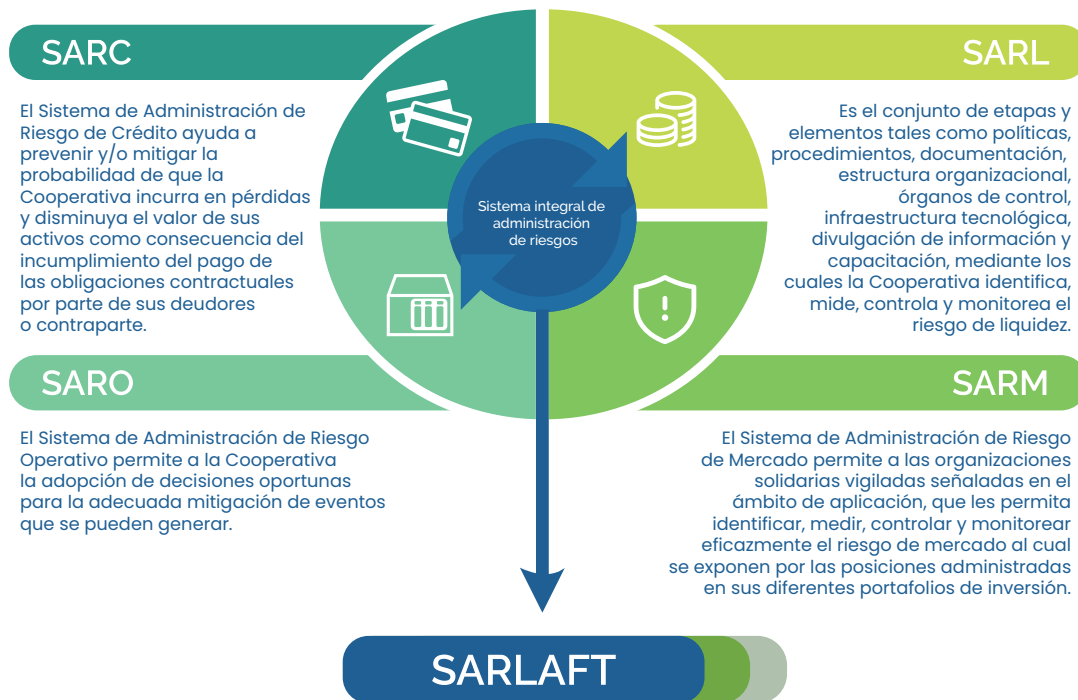 SARC
El Sistema de Administración de
Riesgo de Crédito ayuda a
prevenir y/o mitigar la
probabilidad de que la
Cooperativa incurra en pérdidas
y disminuya el valor de sus
activos como consecuencia del
incumplimiento del pago de
las obligaciones contractuales
por parte de sus deudores
o contraparte.
SARL
Es el conjunto de etapas y
elementos tales como políticas,
procedimientos, documentación,
estructura organizacional,
órganos de control,
infraestructura tecnológica,
divulgación de información y
capacitación, mediante los
cuales la Cooperativa identifica,
mide, controla y monitorea el
riesgo de liquidez.
Sistema integral de
administración
de riesgos
SARO
El Sistema de Administración de Riesgo
Operativo permite a la Cooperativa
la adopción de decisiones oportunas
para la adecuada mitigación de eventos
que se pueden generar.
SARM
El Sistema de Administración de Riesgo
de Mercado permite a las organizaciones
solidarias vigiladas señaladas en el
ámbito de aplicación, que les permita
identificar, medir, controlar y monitorear
eficazmente el riesgo de mercado al cual
se exponen por las posiciones administradas
en sus diferentes portafolios de inversión.
SARLAFT